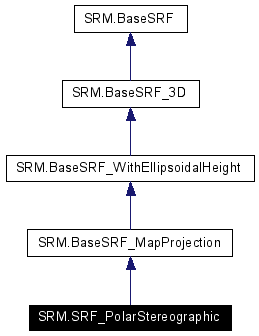 SRM.BaseSRF
SRM.BaseSRF_3D
SRM.BaseSRF_WithEllipsoidalHeight
SRM.BaseSRF_MapProjection
SRM.SRF_PolarStereographic